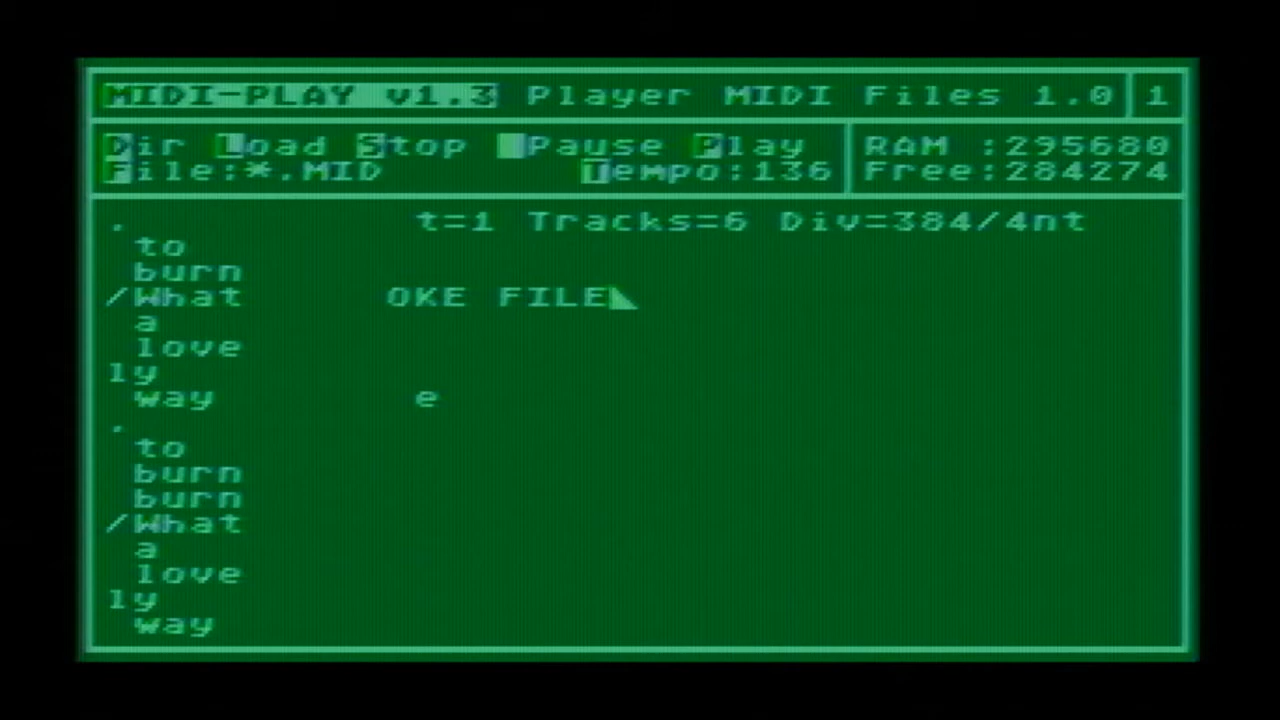 MIDI-PLAY v1.3 Player MIDI Files 1.0 1
Dir Load Stop Pause Play RAM :295680
File:*.MID Tempo:136 Free:284274
. t=1 Tracks=6 Div=384/4nt
to
burn
/What OKE FILE
a
love
ly
way e
.
to
burn
burn
/What
a
love
ly
way